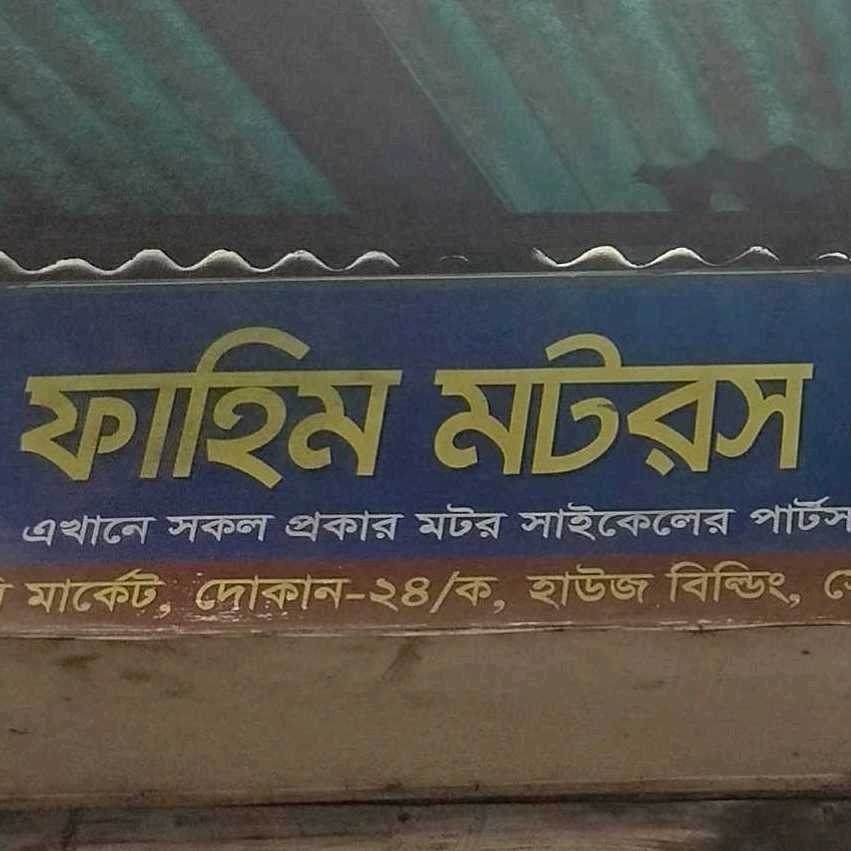 ফাহিম মটরস
এখানে সকল প্রকার মটর সাইকেলের পার্টস
মার্কেট, দোকান-২৪/ক, হাউজ বিল্ডিং,